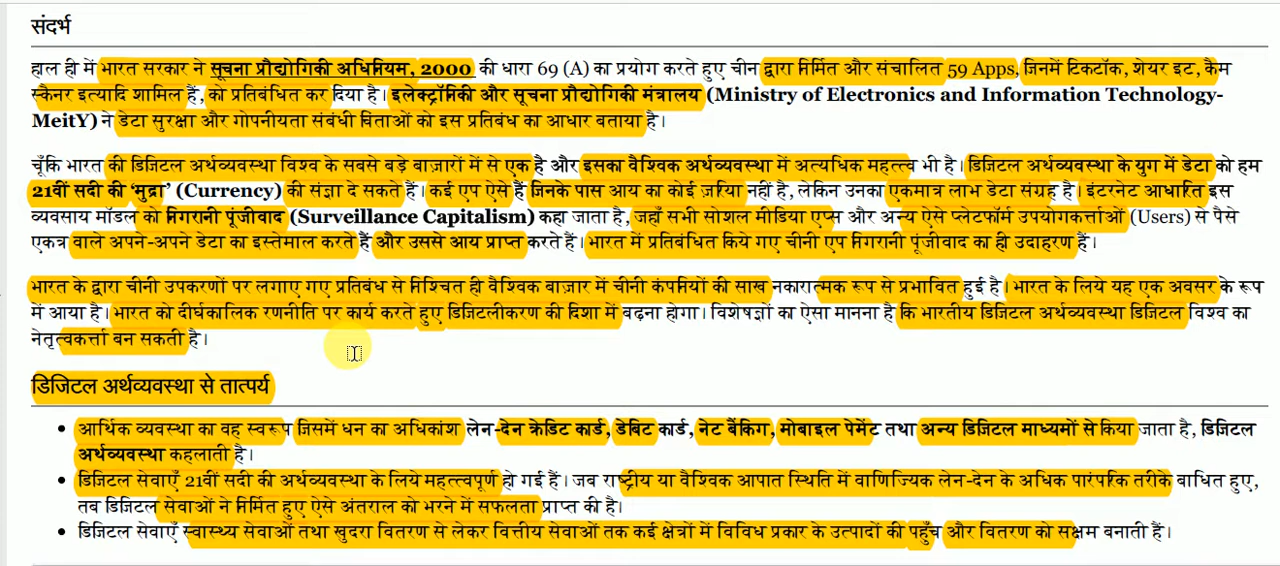 संदर्भ
हाल ही में भारत सरकार ने सूचना प्रौद्योगिकी अधिनियम, 2000 की धारा 69 (A) का प्रयोग करते हुए चीन द्वारा निर्मित और संचालित 59 Apps, जिनमें टिकटॉक, शेयर इट, कैम
स्कैनर इत्यादि शामिल हैं, को प्रतिबंधित कर दिया है। इलेक्ट्रॉनिकी और सूचना प्रौद्योगिकी मंत्रालय (Ministry of Electronics and Information Technology-
MeitY) ने डेटा सुरक्षा और गोपनीयता संबंधी चिंताओं को इस प्रतिबंध का आधार बताया है।
चूँकि भारत की डिजिटल अर्थव्यवस्था विश्व के सबसे बड़े बाज़ारों में से एक है और इसका वैश्विक अर्थव्यवस्था में अत्यधिक महत्त्व भी है। डिजिटल अर्थव्यवस्था के युग में डेटा को हम
21वीं सदी की 'मुद्रा' (Currency) की संज्ञा दे सकते हैं। कई एप ऐसे हैं जिनके पास आय का कोई ज़रिया नहीं है, लेकिन उनका एकमात्र लाभ डेटा संग्रह है। इंटरनेट आधारित इस
व्यवसाय मॉडल को निगरानी पूंजीवाद (Surveillance Capitalism) कहा जाता है, जहाँ सभी सोशल मीडिया एप्स और अन्य ऐसे प्लेटफॉर्म उपयोगकर्त्ताओं (Users) से पैसे
एकत्र वाले अपने-अपने डेटा का इस्तेमाल करते हैं और उससे आय प्राप्त करते हैं। भारत में प्रतिबंधित किये गए चीनी एप निगरानी पूंजीवाद का ही उदाहरण हैं।
भारत के द्वारा चीनी उपकरणों पर लगाए गए प्रतिबंध से निश्चित ही वैश्विक बाज़ार में चीनी कंपनियों की साख नकारात्मक रूप से प्रभावित हुई है। भारत के लिये यह एक अवसर के रूप
में आया है। भारत को दीर्घकालिक रणनीति पर कार्य करते हुए डिजिटलीकरण की दिशा में बढ़ना होगा। विशेषज्ञों का ऐसा मानना है कि भारतीय डिजिटल अर्थव्यवस्था डिजिटल विश्व का
नेतृत्वकर्त्ता बन सकती है।
डिजिटल अर्थव्यवस्था से तात्पर्य
• आर्थिक व्यवस्था का वह स्वरूप जिसमें धन का अधिकांश लेन-देन क्रेडिट कार्ड, डेबिट कार्ड, नेट बैंकिंग, मोबाइल पेमेंट तथा अन्य डिजिटल माध्यमों से किया जाता है, डिजिटल
अर्थव्यवस्था कहलाती है।
• डिजिटल सेवाएँ 21वीं सदी की अर्थव्यवस्था के लिये महत्त्वपूर्ण हो गई हैं। जब राष्ट्रीय या वैश्विक आपात स्थिति में वाणिज्यिक लेन-देन के अधिक पारंपरिक तरीके बाधित हुए,
तब डिजिटल सेवाओं ने निर्मित हुए ऐसे अंतराल को भरने में सफलता प्राप्त की है।
• डिजिटल सेवाएँ स्वास्थ्य सेवाओं तथा खुदरा वितरण से लेकर वित्तीय सेवाओं तक कई क्षेत्रों में विविध प्रकार के उत्पादों की पहुँच और वितरण को सक्षम बनाती हैं।